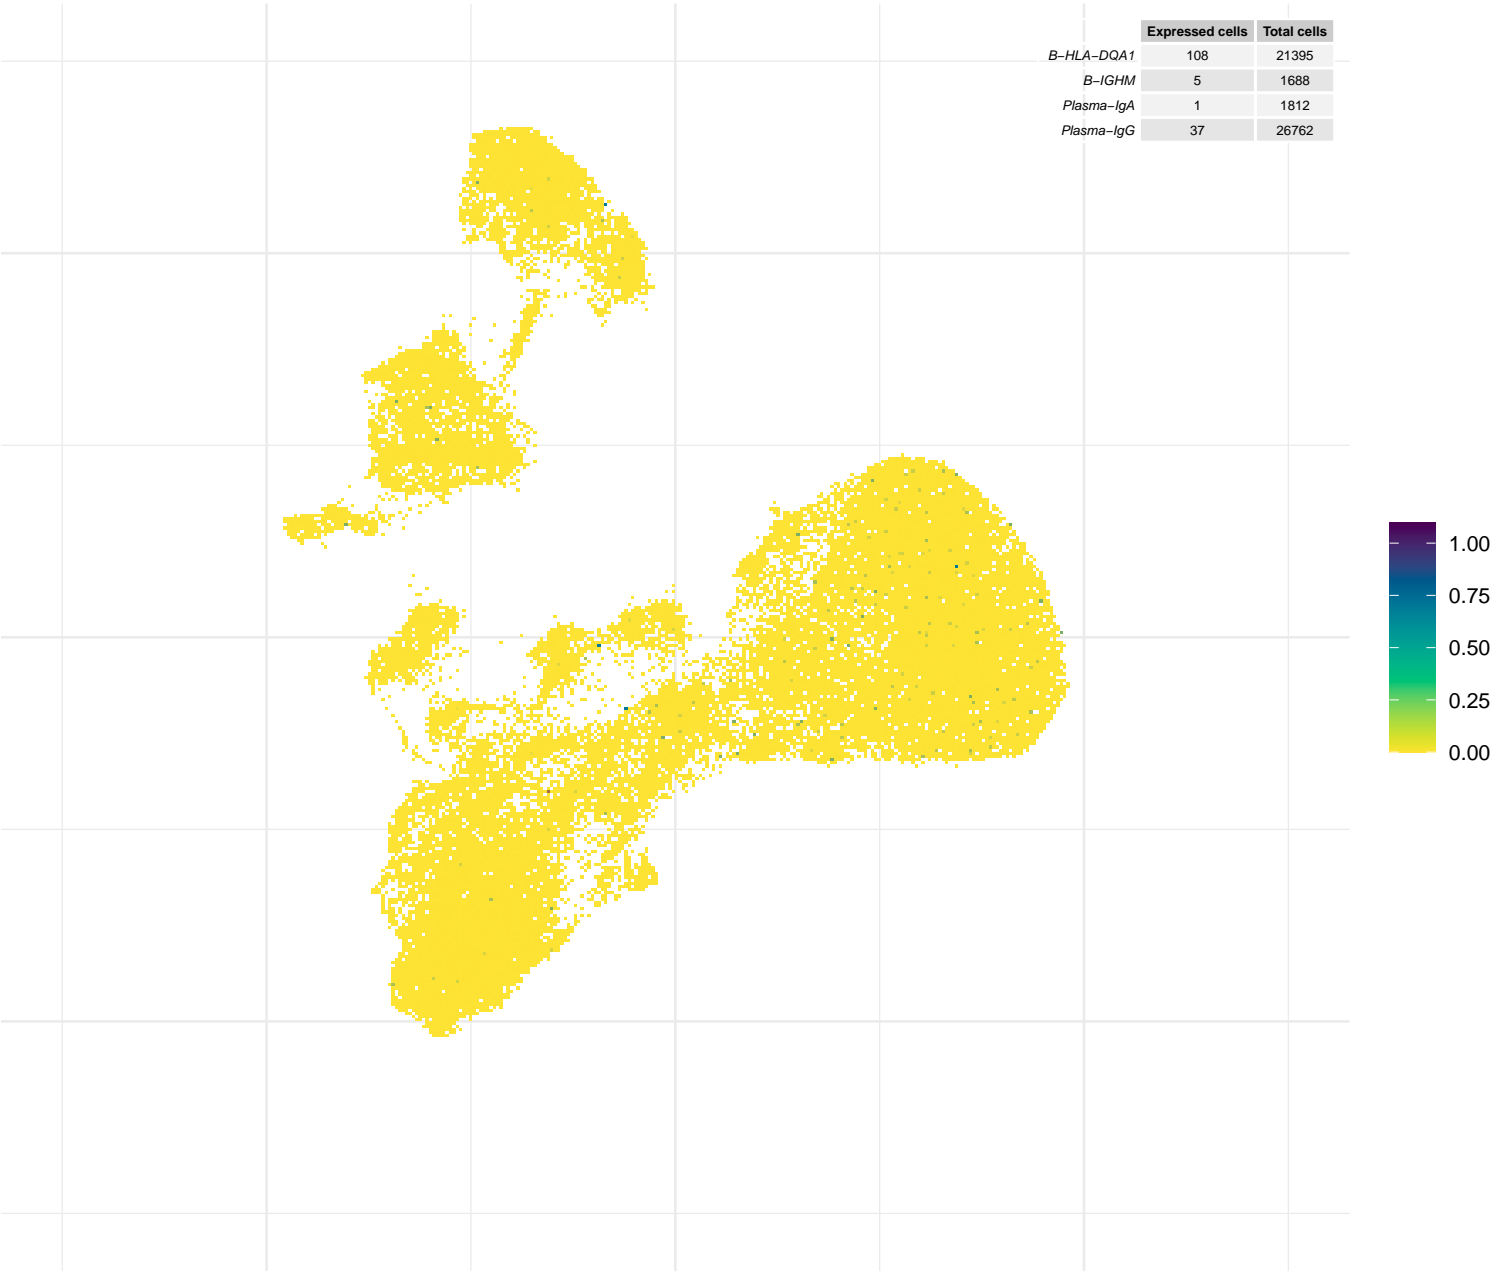 Expressed cells Total cells
B−HLA−DQA1 108 21395
B−IGHM 5 1688
Plasma−IgA 1 1812
Plasma−IgG 37 26762
1.00
0.75
0.50
0.25
0.00